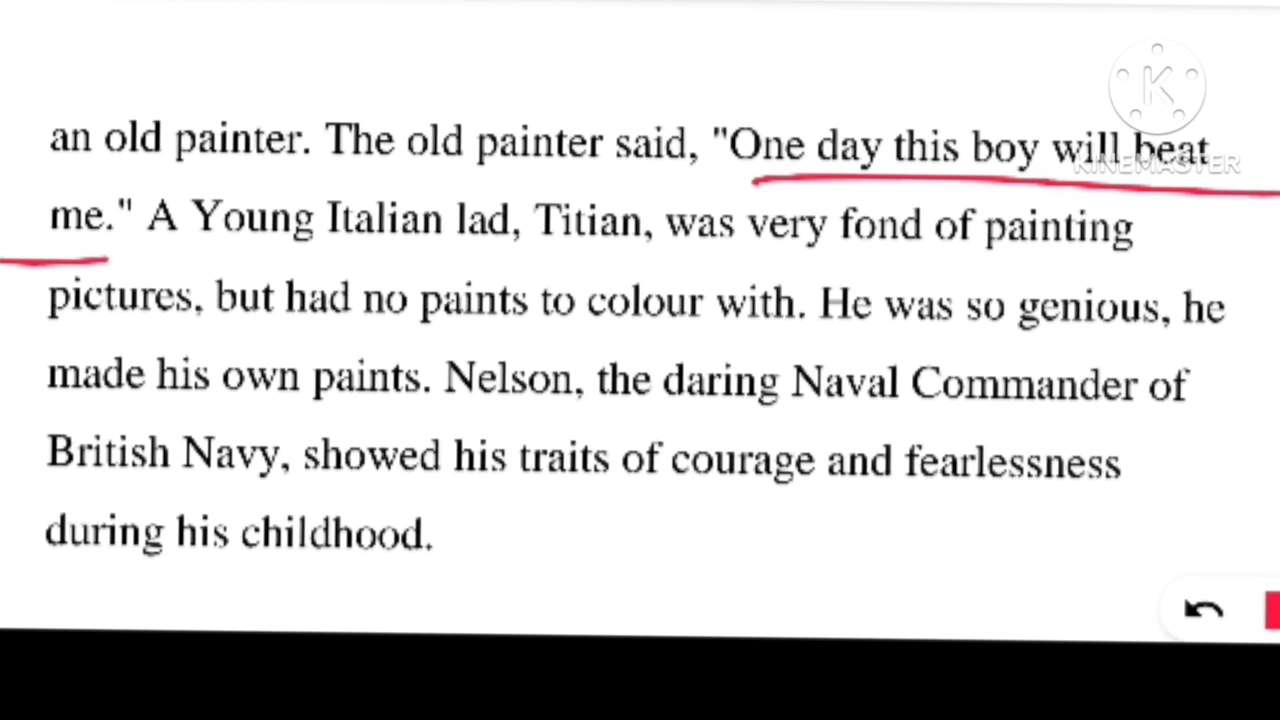 an old painter. The old painter said, "One day this boy will beat
KINEMASTER
me." A Young Italian lad, Titian, was very fond of painting
pictures, but had no paints to colour with. He was so genious, he
made his own paints. Nelson, the daring Naval Commander of
British Navy, showed his traits of courage and fearlessness
during his childhood.